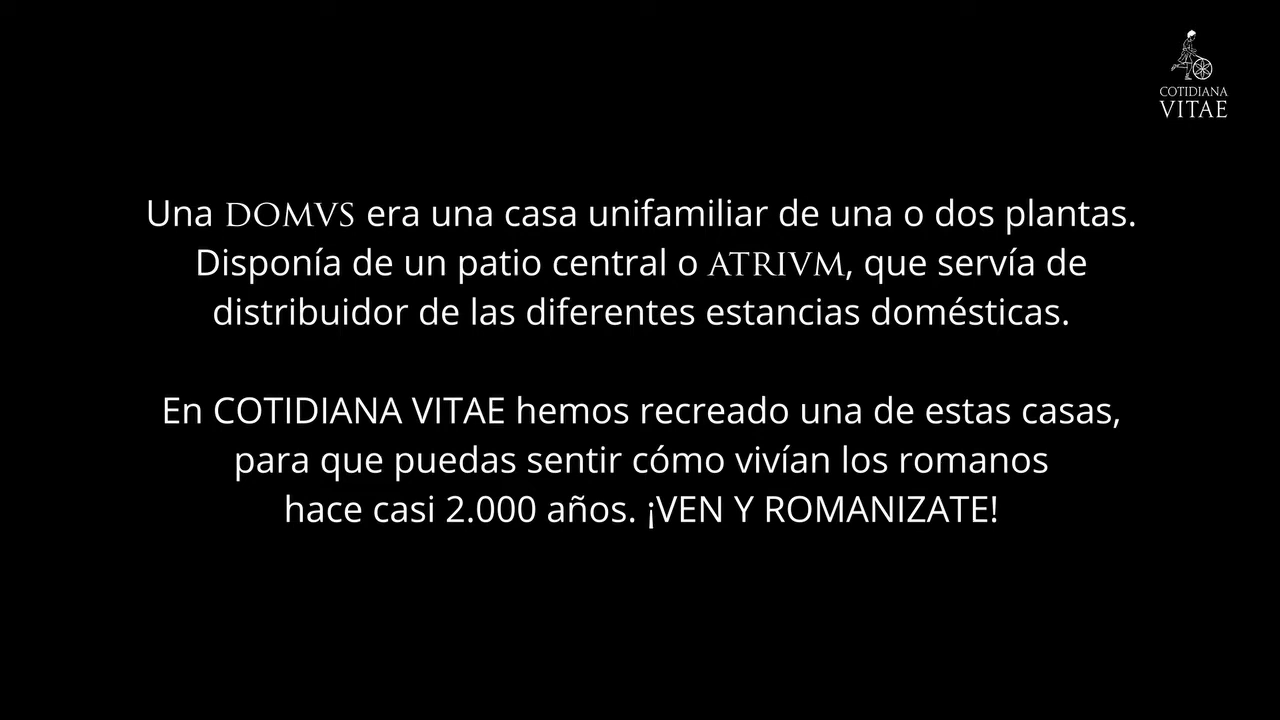 COTIDIANA
VITAE
Una DOMVS era una casa unifamiliar de una o dos plantas.
Disponía de un patio central o ATRIVM, que servía de
distribuidor de las diferentes estancias domésticas.
En COTIDIANA VITAE hemos recreado una de estas casas,
para que puedas sentir cómo vivían los romanos
hace casi 2.000 años. ¡VEN Y ROMANIZATE!